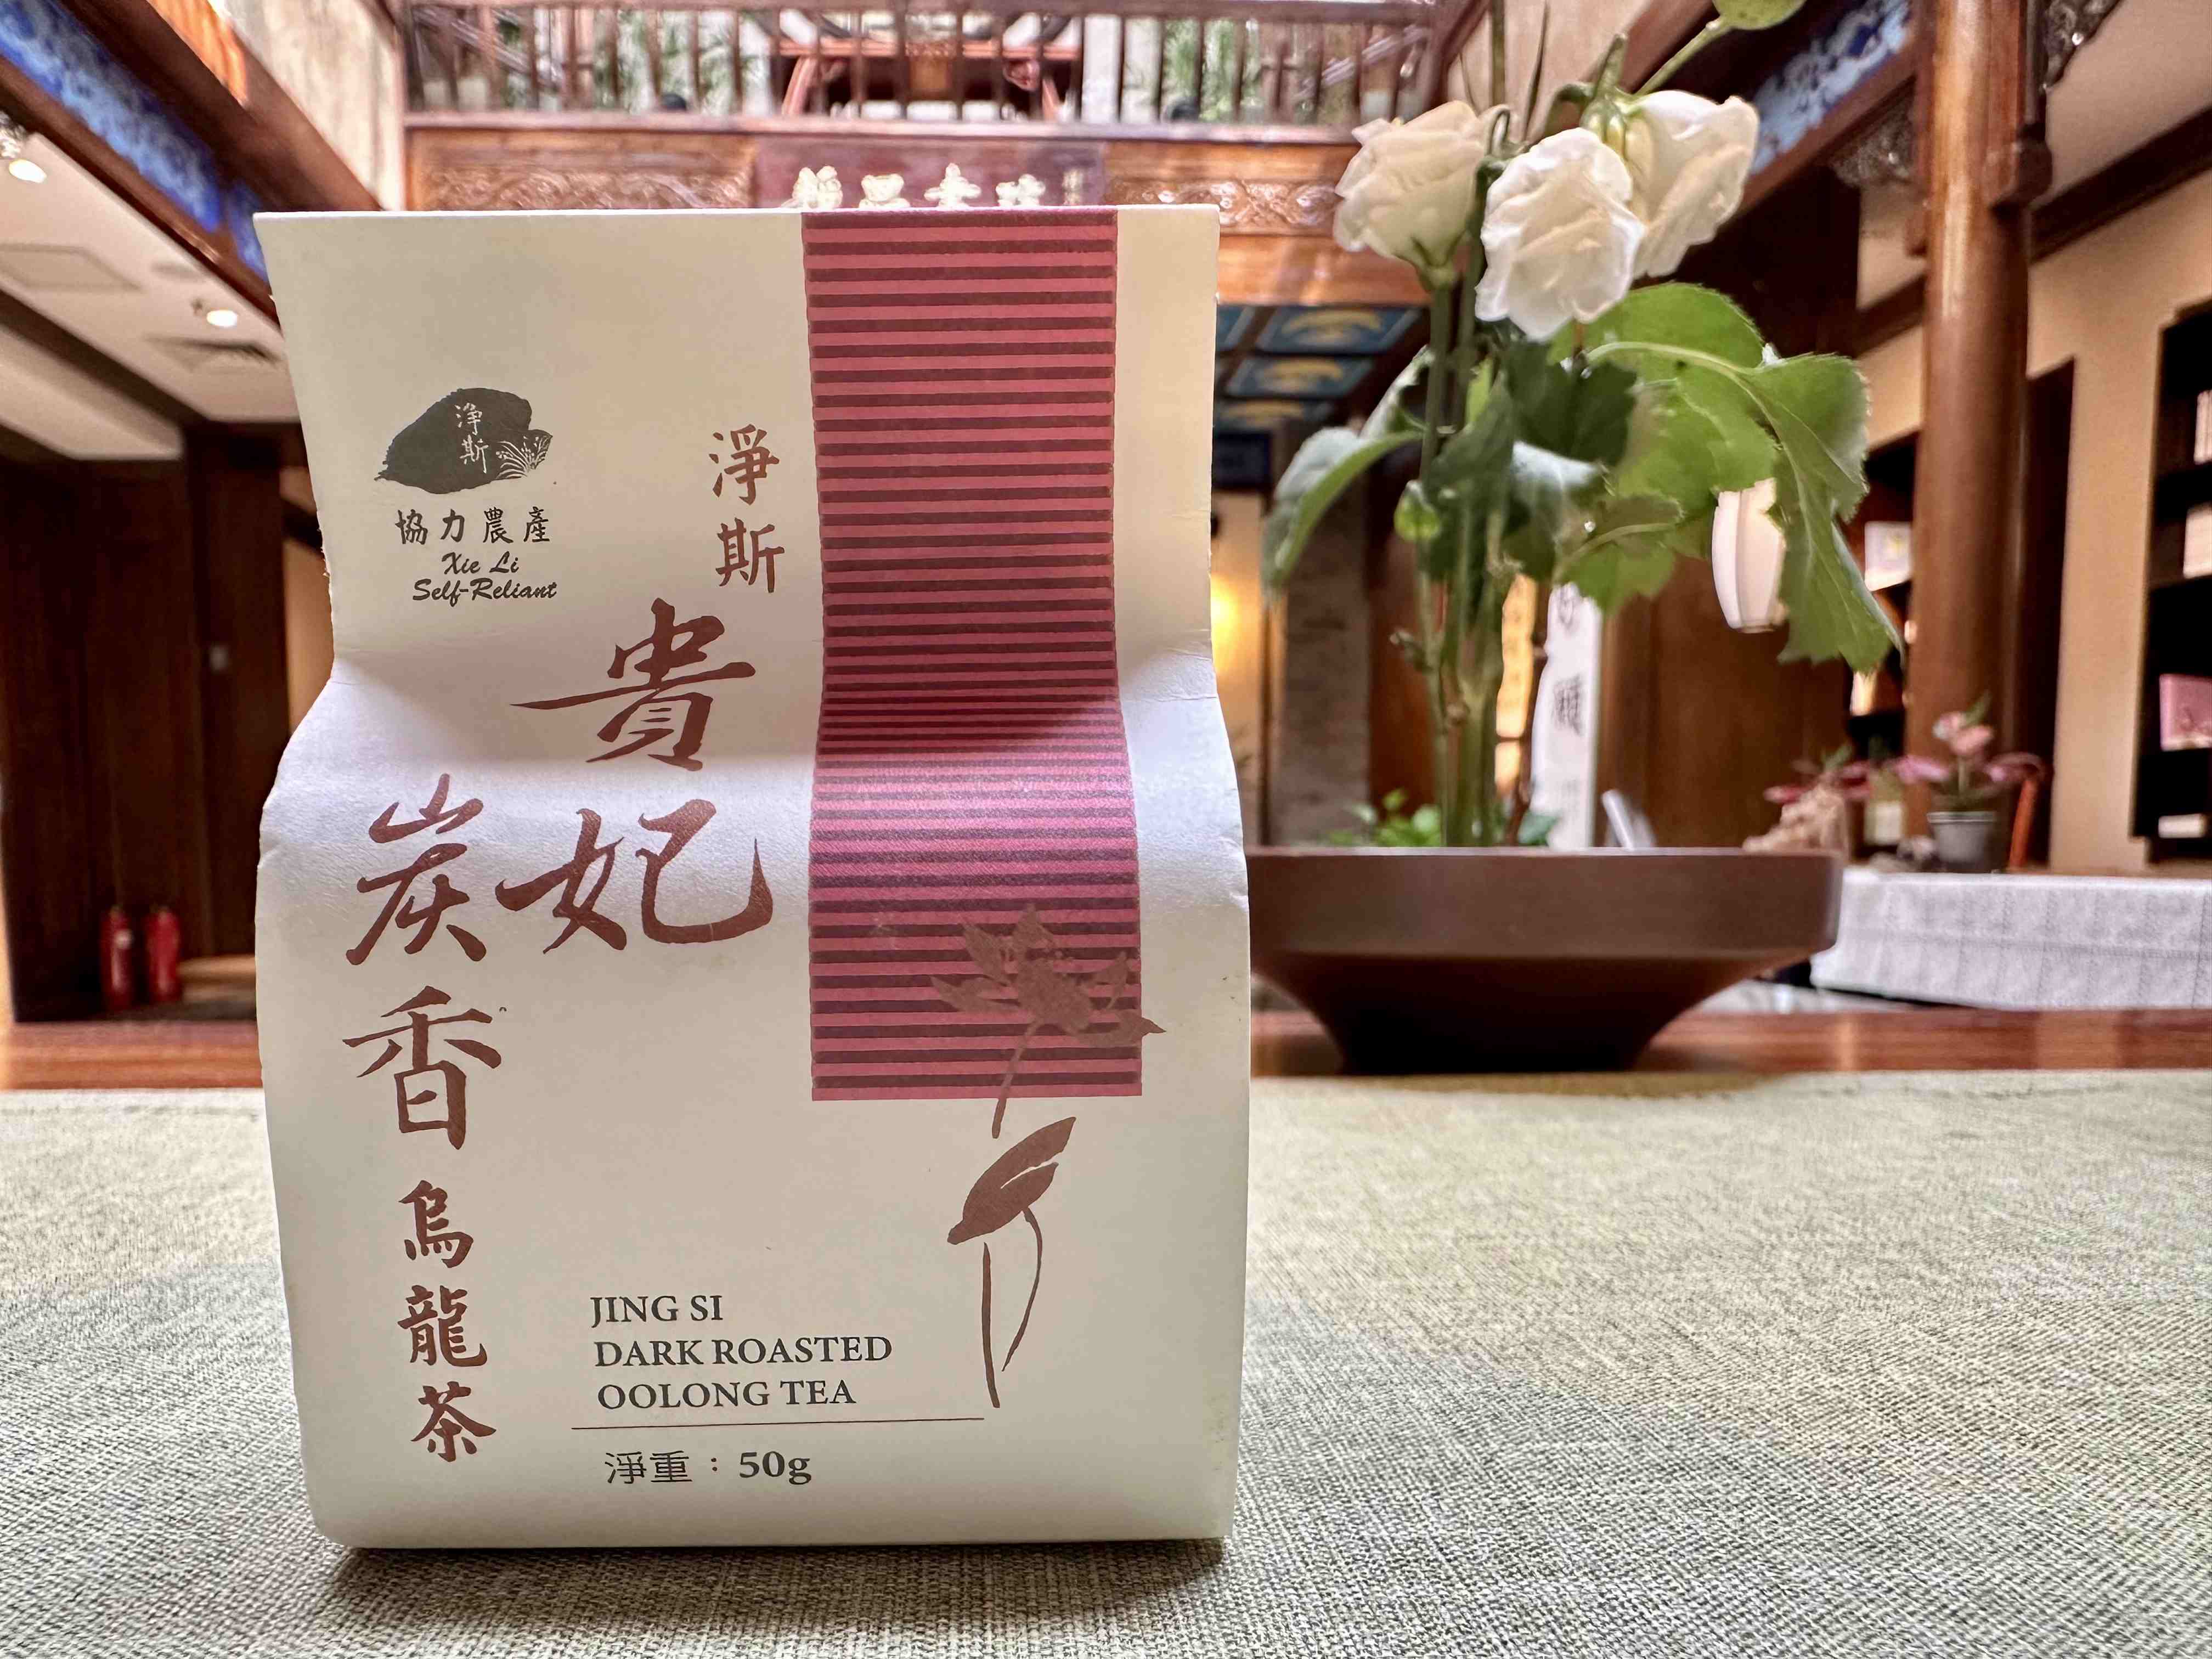 淨斯
協力農產
Xie Li
Self-Reliant
淨斯
貴妃
炭香
烏龍茶
JING SI
DARK ROASTED
OOLONG TEA
淨重：50g